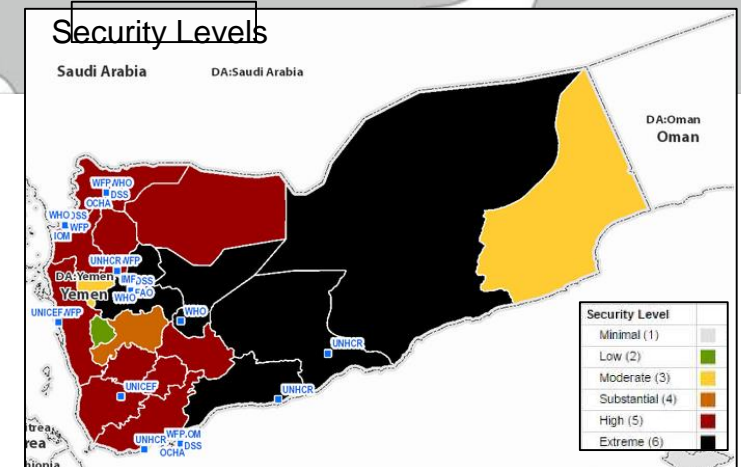 Security Levels
Saudi Arabia
DA:Saudi Arabia
DA:Oman
Oman
WFP WHO
DSS
OCHA
WHO DSS
WFP
IOM
UNHCR WFP
DA:Yemen
IMF DSS
Yemen
WHO FAO
UNICEF WFP
WHO
UNHCR
UNICEF
UNHCR
WFP IOM
UNHCR DSS
OCHA
Security Level
Minimal (1)
Low (2)
Moderate (3)
Substantial (4)
High (5)
Extreme (6)